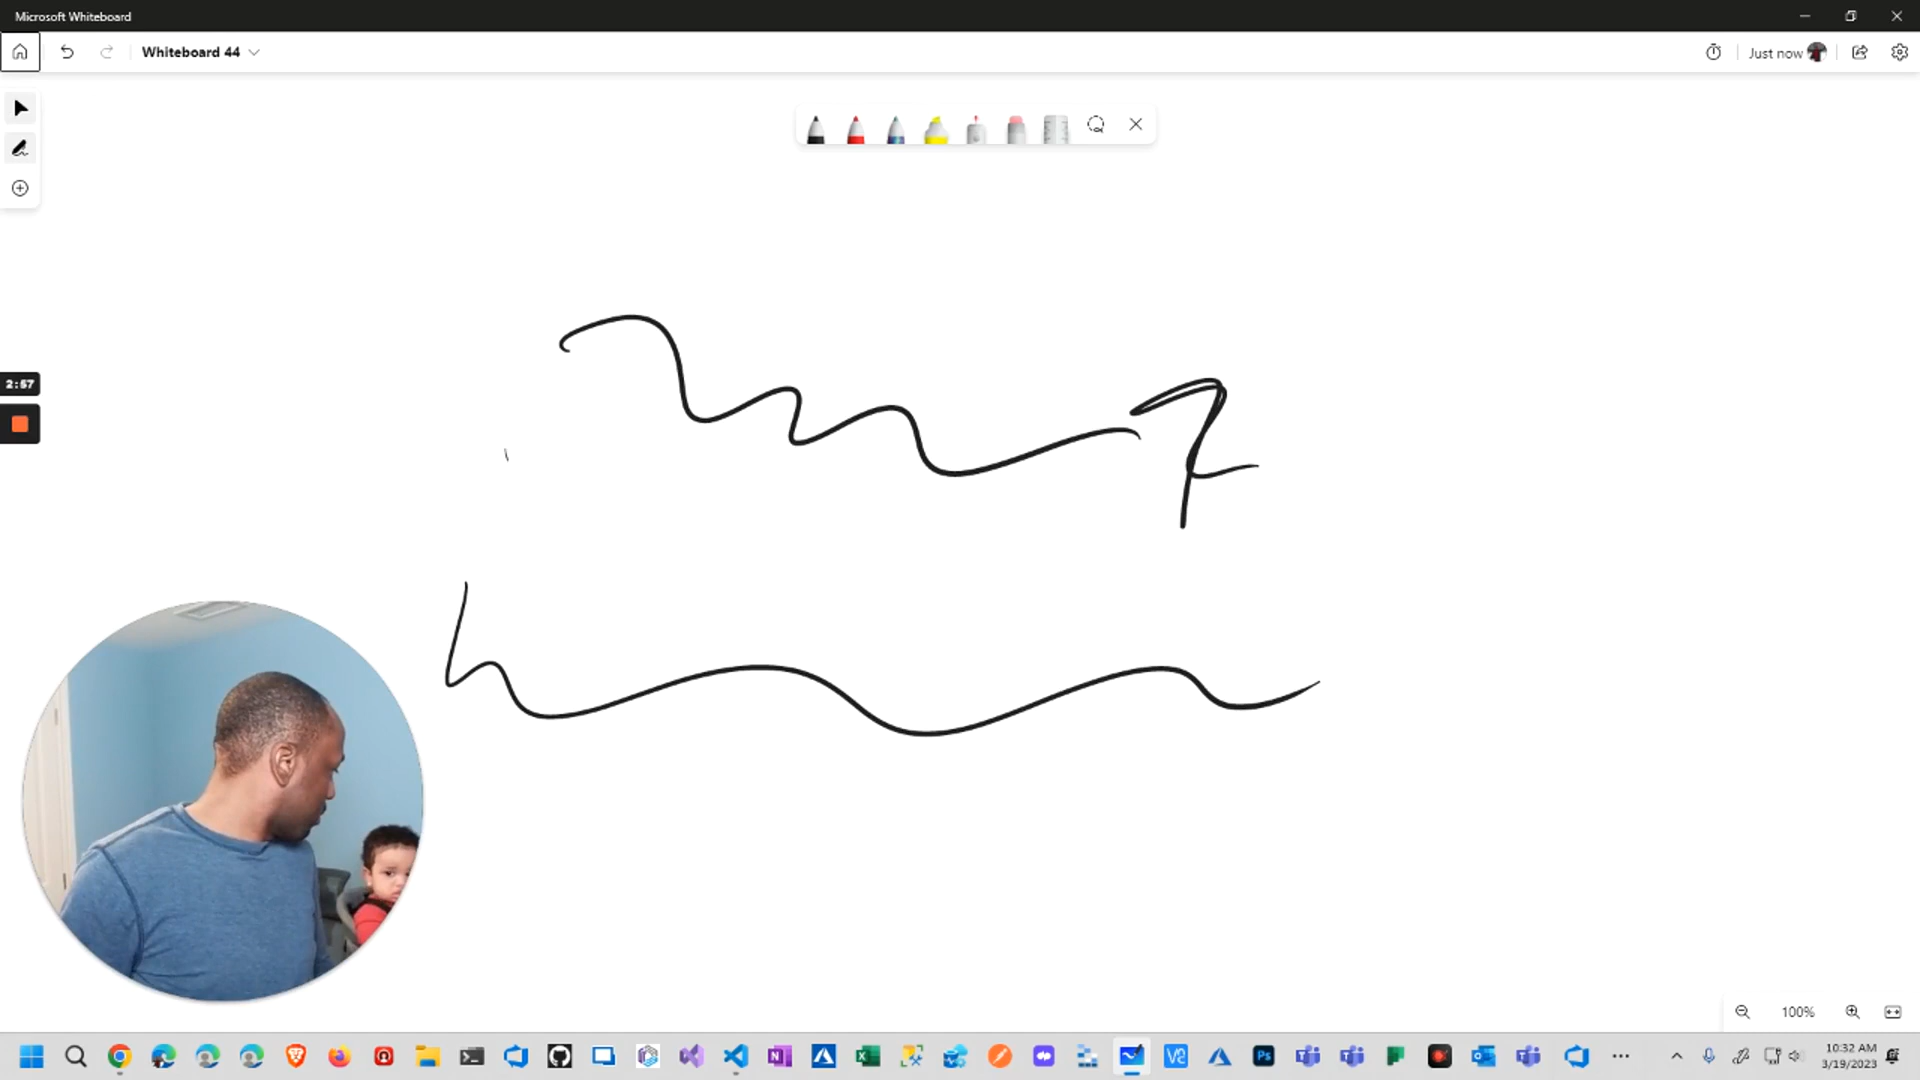 Microsoft Whiteboard
Whiteboard 44
Just now
2:57
100%
10:32 AM
3/19/2023